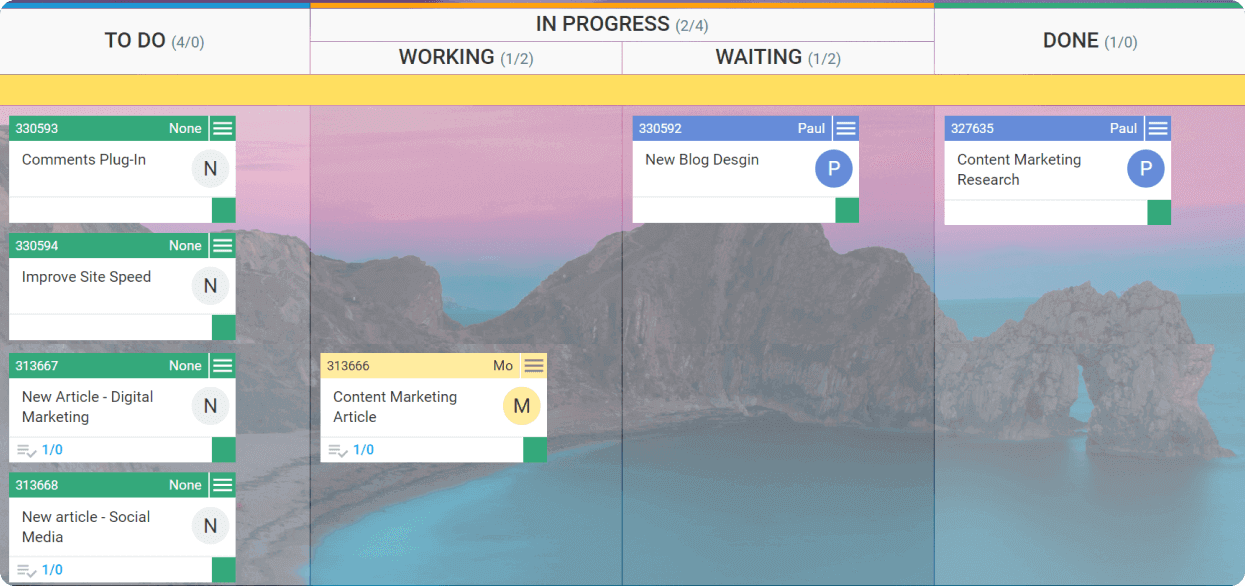 TO DO (4/0)
IN PROGRESS (2/4)
WORKING (1/2)
WAITING (1/2)
DONE (1/0)
330593 None
Comments Plug-In
N
330594 None
Improve Site Speed
N
313667 None
New Article - Digital
Marketing
N
1/0
313668 None
New article - Social
Media
N
1/0
313666 Mo
Content Marketing
Article
M
1/0
330592 Paul
New Blog Desgin
P
327635 Paul
Content Marketing
Research
P